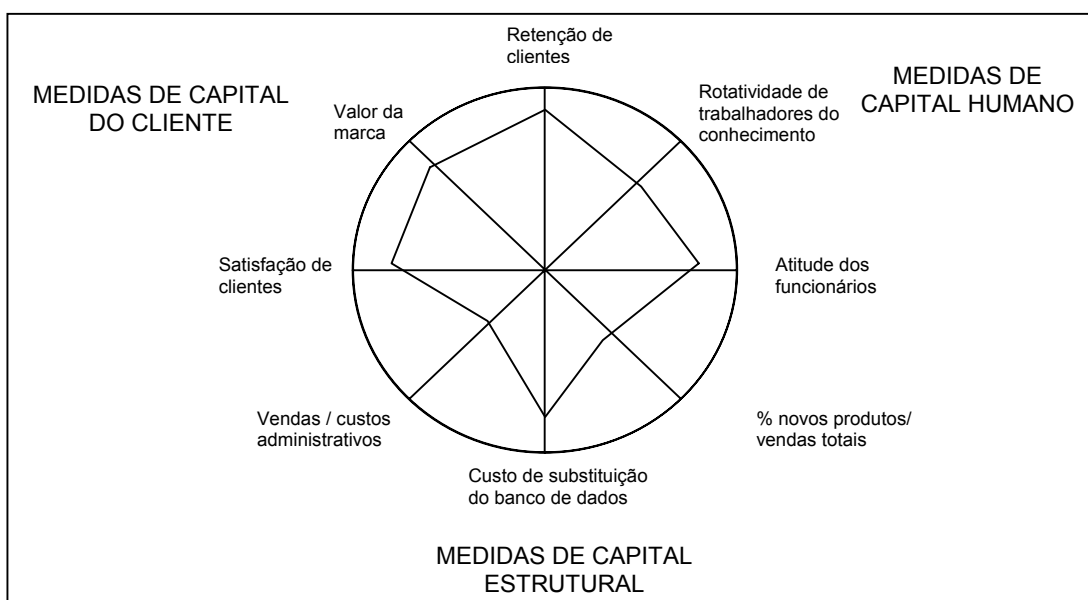 Retenção de
clientes
MEDIDAS DE
CAPITAL HUMANO
MEDIDAS DE CAPITAL
DO CLIENTE
Valor da
marca
Rotatividade de
trabalhadores do
conhecimento
Satisfação de
clientes
Atitude dos
funcionários
Vendas / custos
administrativos
% novos produtos/
vendas totais
Custo de substituição
do banco de dados
MEDIDAS DE CAPITAL
ESTRUTURAL